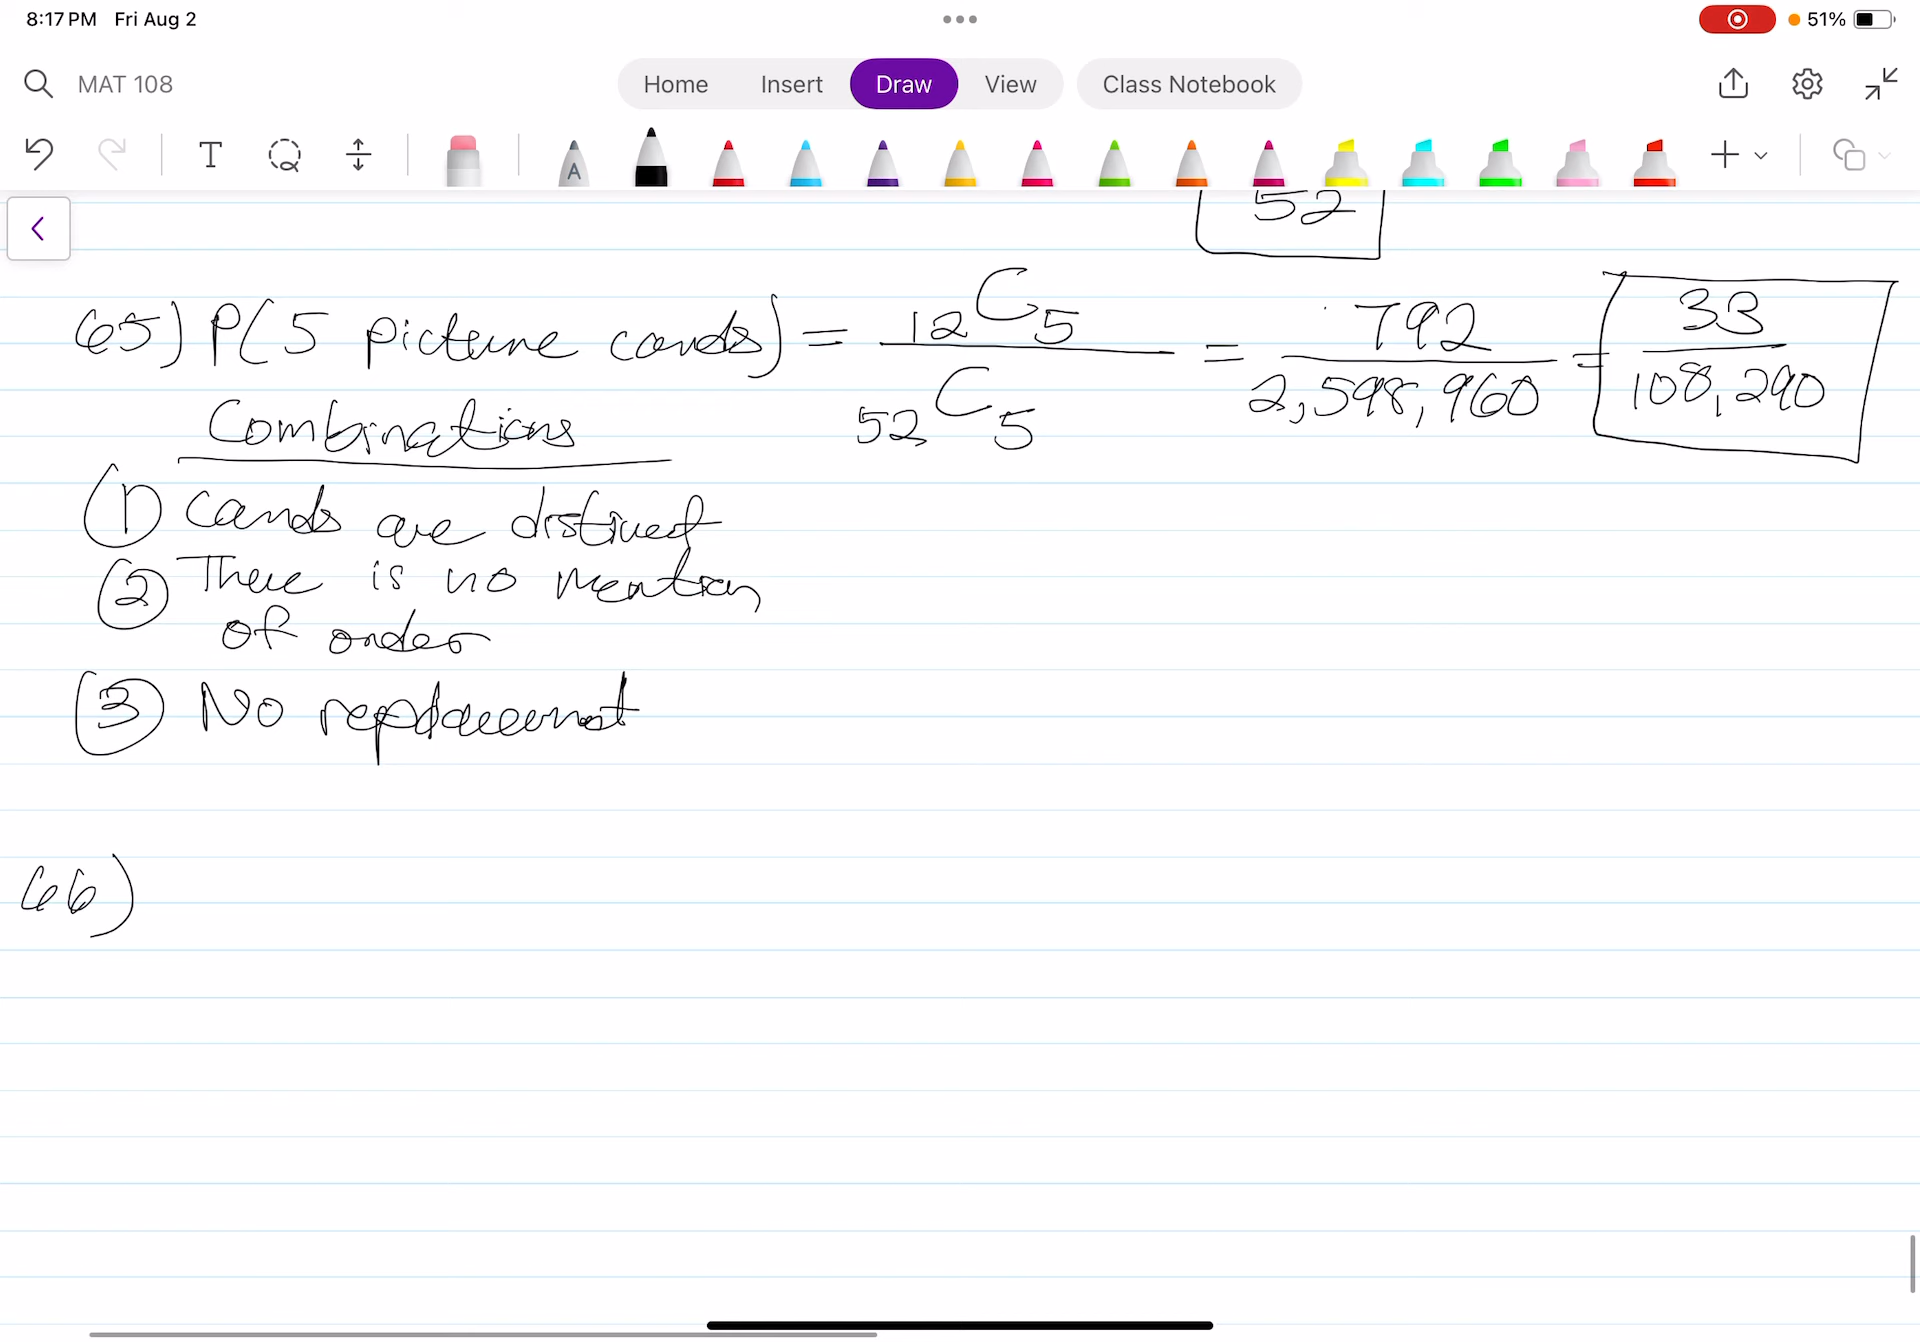 8:17 PM Fri Aug 2
51%
MAT 108
Home Insert Draw View Class Notebook
T
A
52
65) P(5 picture cards) = 12C5 / 52C5 = 792 / 2,598,960 = 33 / 108,290
Combinations
① Cards are distinct
② There is no mention
of order
③ No replacement
66)